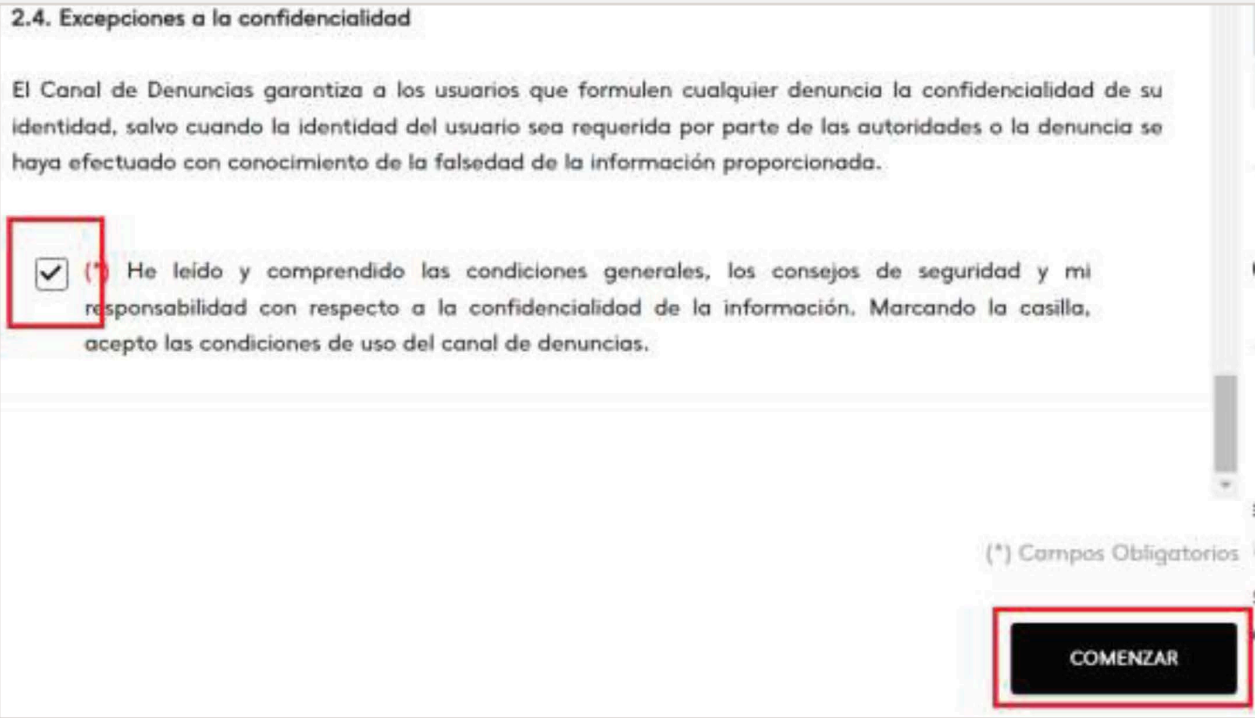 2.4. Excepciones a la confidencialidad
El Canal de Denuncias garantiza a los usuarios que formulen cualquier denuncia la confidencialidad de su
identidad, salvo cuando la identidad del usuario sea requerida por parte de las autoridades o la denuncia se
haya efectuado con conocimiento de la falsedad de la información proporcionada.
(*) He leído y comprendido las condiciones generales, los consejos de seguridad y mi
responsabilidad con respecto a la confidencialidad de la información. Marcando la casilla,
acepto las condiciones de uso del canal de denuncias.
(*) Campos Obligatorios
COMENZAR